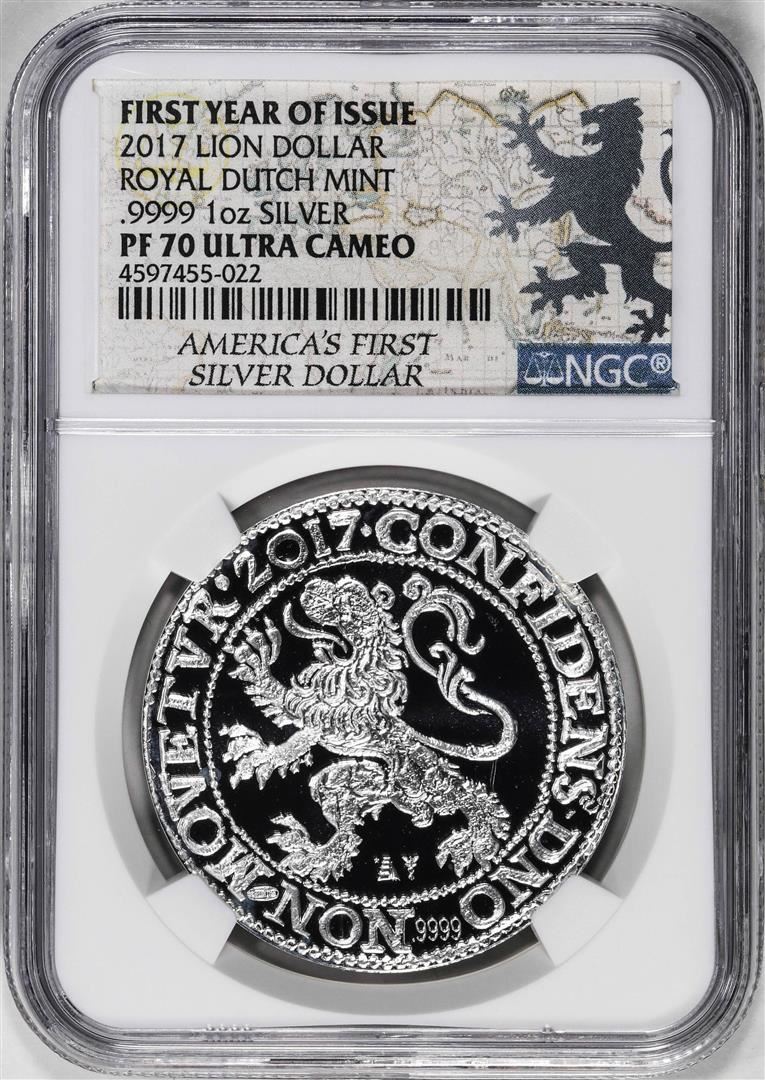 FIRST YEAR OF ISSUE
2017 LION DOLLAR
ROYAL DUTCH MINT
.9999 1oz SILVER
PF 70 ULTRA CAMEO
4597455-022
AMERICA'S FIRST
SILVER DOLLAR
NGC®
·2017·CONFIDENS·DNO·NON·MOVETVR
.9999